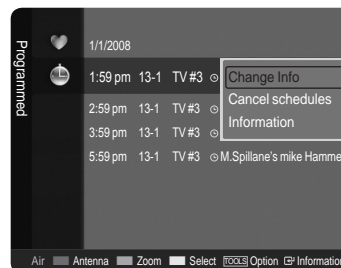 Programmed
1/1/2008
1:59 pm 13-1 TV #3 Change Info
Cancel schedules
2:59 pm 13-1 TV #3
Information
3:59 pm 13-1 TV #3
5:59 pm 13-1 TV #3 M.Spillane's mike Hamme
Air Antenna Zoom Select TOOLS Option Information